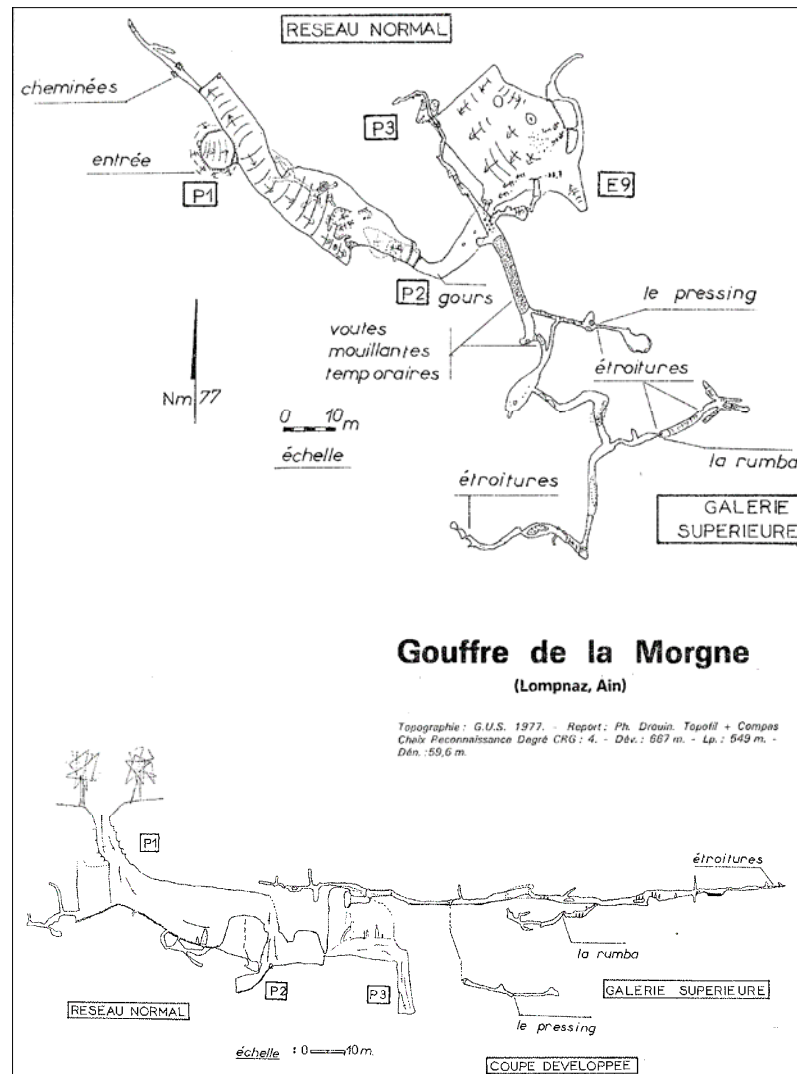 RESEAU NORMAL
cheminées
entrée
P1
P3
E9
P2
gours
le pressing
voutes
mouillantes
temporaires
étroitures
Nm 77
0 10m
échelle
la rumba
étroitures
GALERIE
SUPERIEURE
Gouffre de la Morgne
(Lompnaz, Ain)
Topographie : G.U.S. 1977. - Report : Ph. Drouin. Topofil + Compas
Chaix Reconnaissance Degré CRG : 4. - Dév. : 667 m. - Lp. : 549 m. -
Dén. : 59,6 m.
P1
étroitures
la rumba
P2
P3
RESEAU NORMAL
GALERIE SUPERIEURE
le pressing
échelle : 0 10m.
COUPE DEVELOPPEE